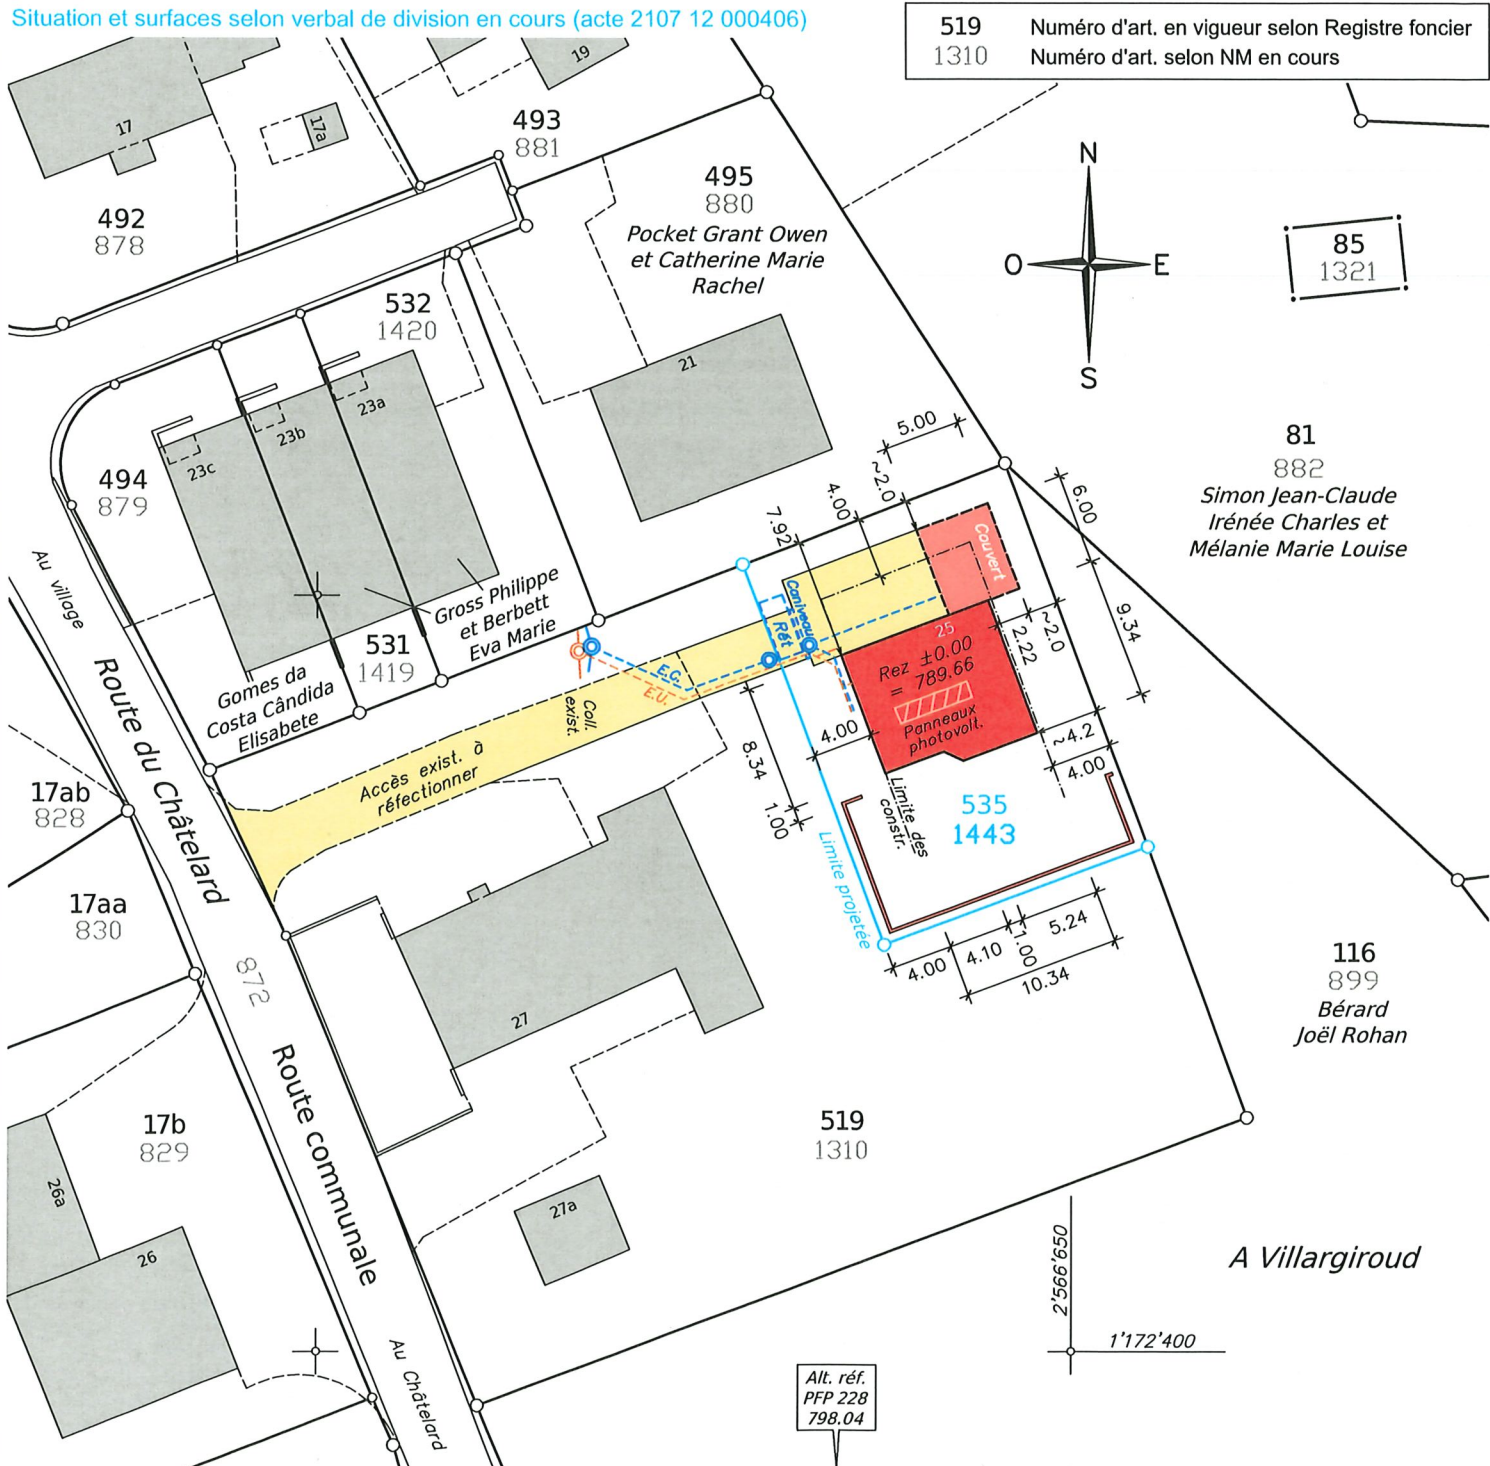 Situation et surfaces selon verbal de division en cours (acte 2107 12 000406)
519 Numéro d'art. en vigueur selon Registre foncier
1310 Numéro d'art. selon NM en cours
17
17a
19
493
881
492
878
495
880
Pocket Grant Owen
et Catherine Marie
Rachel
N
O
E
S
85
1321
532
1420
21
23a
23b
23c
494
879
81
882
Simon Jean-Claude
Irénée Charles et
Mélanie Marie Louise
5.00
~2.0
4.00
7.92
6.00
9.34
Couvert
Caniveau
Rét.
25
Rez ±0.00
= 789.66
Panneaux
photovolt.
2.22
~2.0
~4.2
4.00
4.00
8.34
1.00
Au village
Gross Philippe
et Berbett
Eva Marie
531
1419
Gomes da
Costa Cândida
Elisabete
E.C.
E.U.
Coll.
exist.
Accès exist. à
réfectionner
Route du Châtelard
17ab
828
17aa
830
872
Limite des
constr.
535
1443
Limite projetée
4.00
4.10
1.00
5.24
10.34
116
899
Bérard
Joël Rohan
27
Route communale
17b
829
519
1310
26a
26
27a
A Villargiroud
2'566'650
1'172'400
Au Châtelard
Alt. réf.
PFP 228
798.04